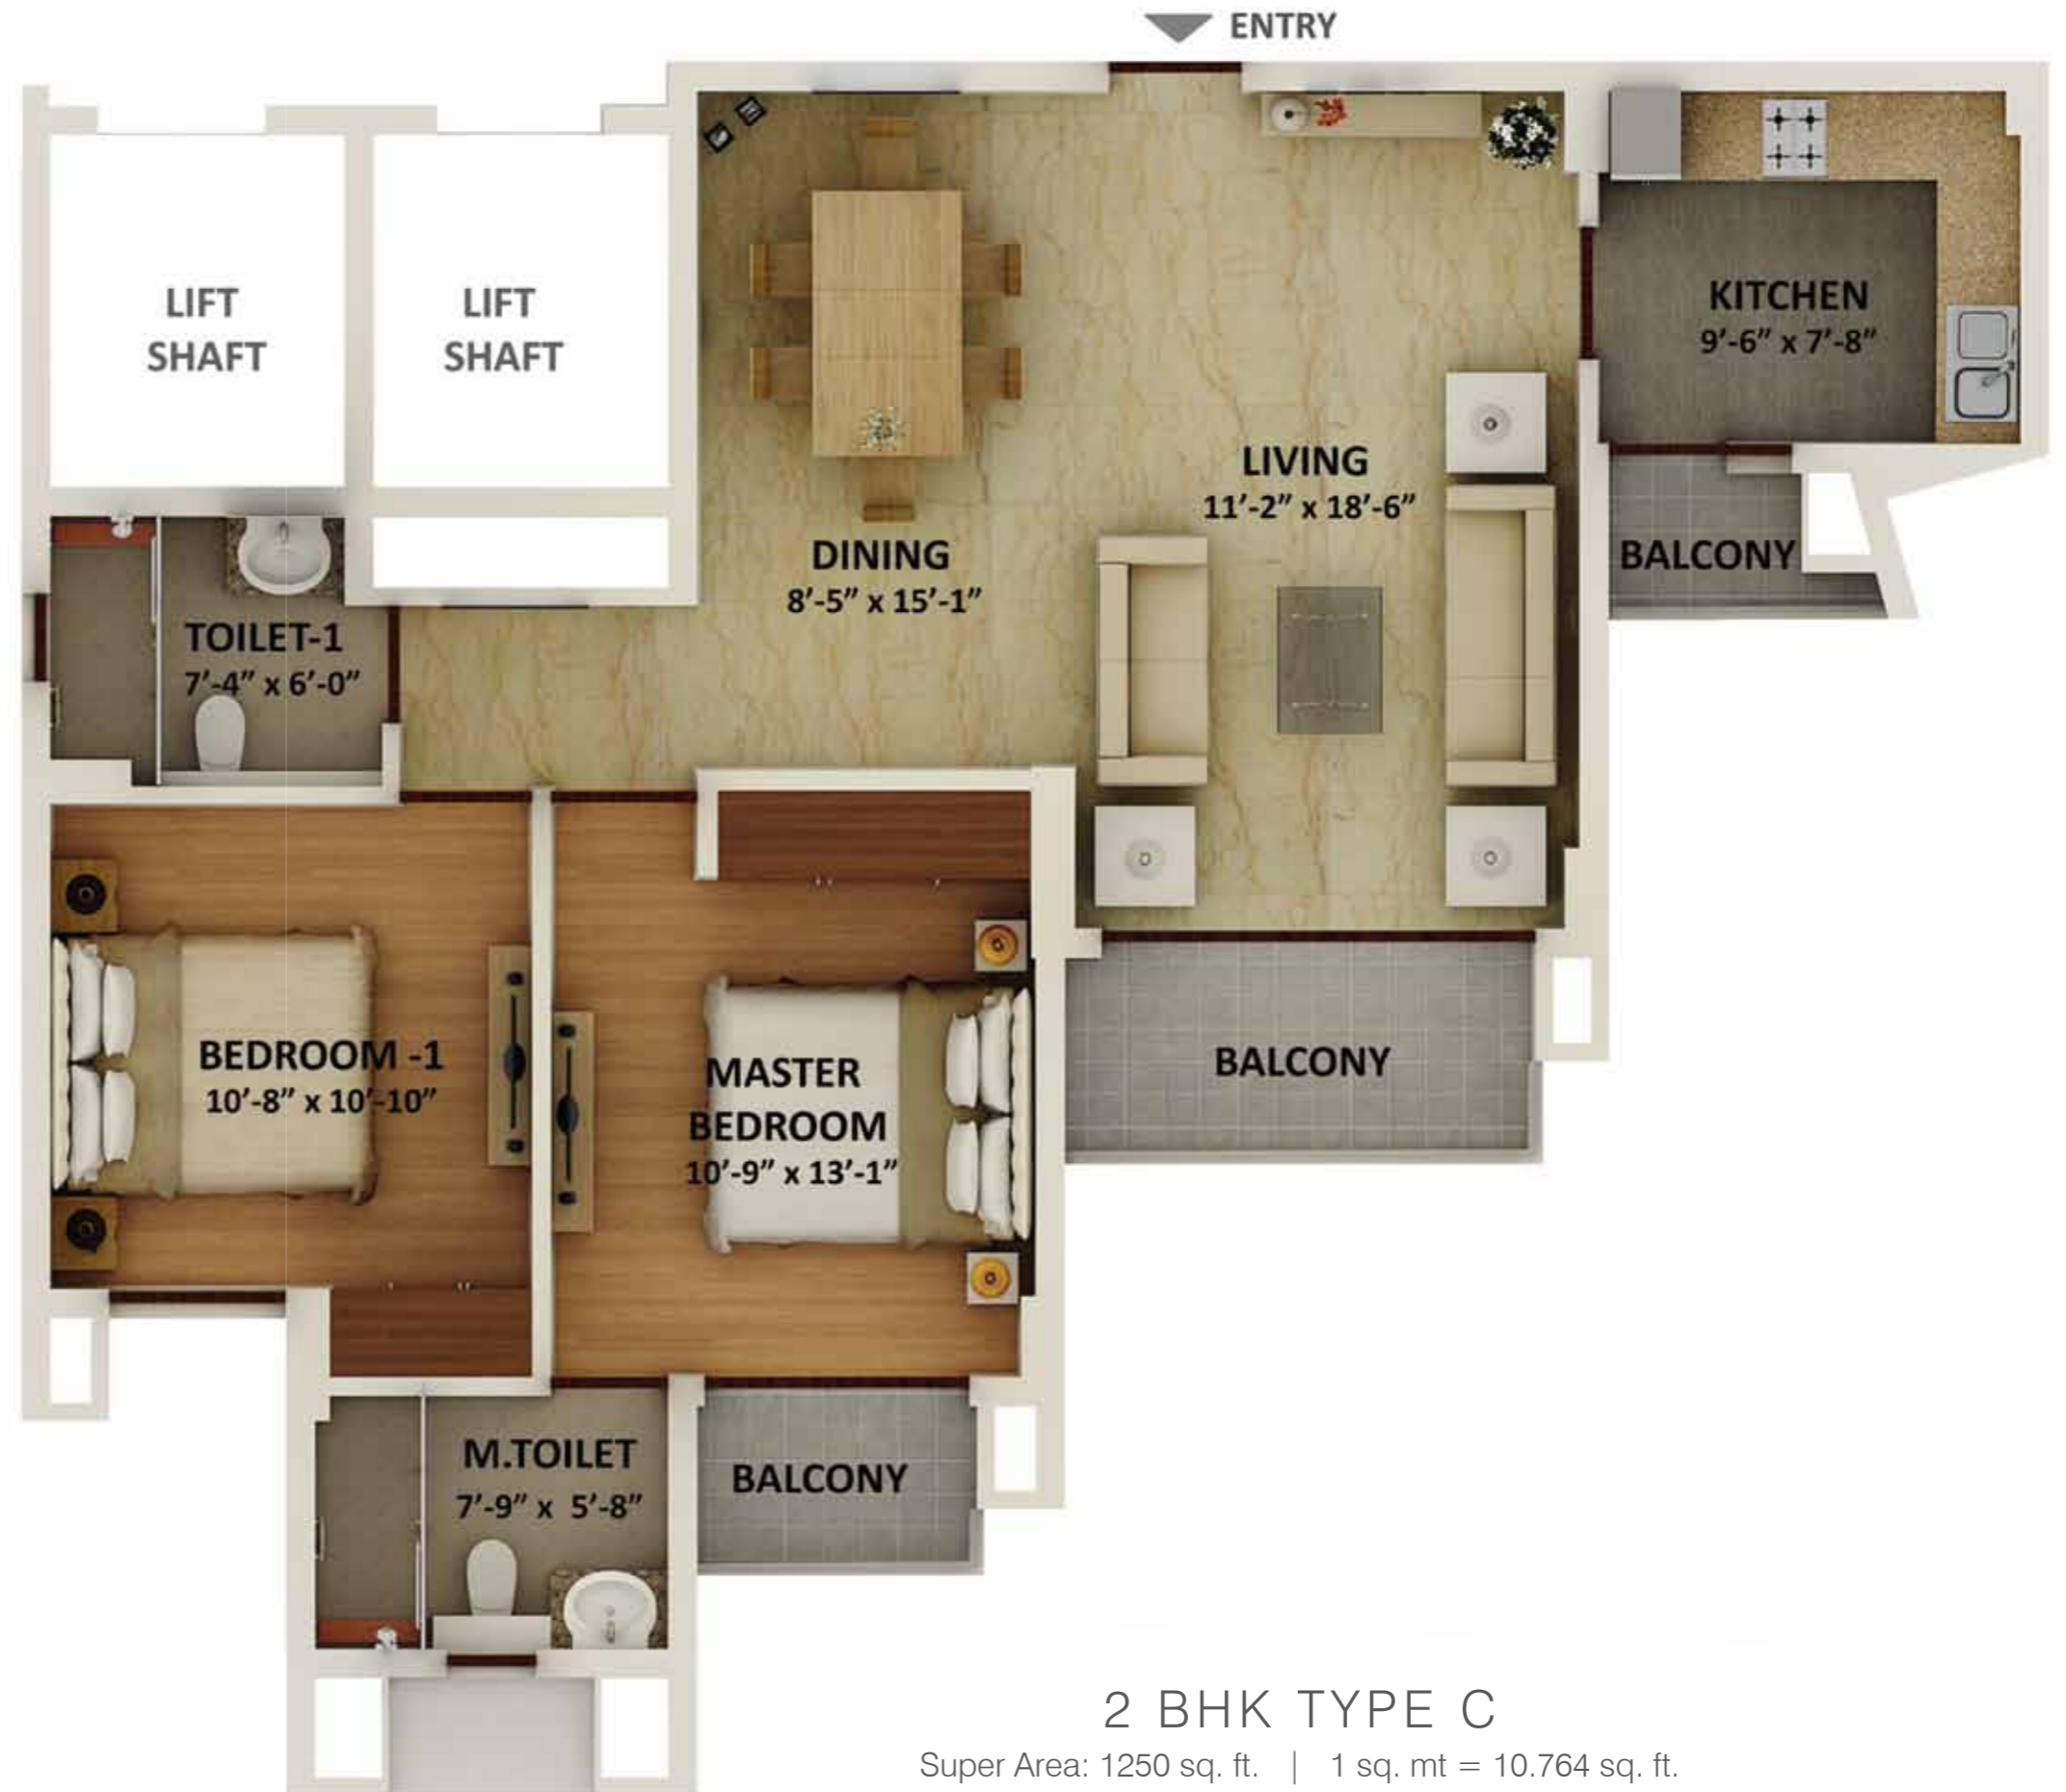 ENTRY
LIFT
SHAFT
LIFT
SHAFT
KITCHEN
9’-6” x 7’-8”
LIVING
11’-2” x 18’-6”
DINING
8’-5” x 15’-1”
BALCONY
TOILET-1
7’-4” x 6’-0”
BEDROOM -1
10’-8” x 10’-10”
MASTER
BEDROOM
10’-9” x 13’-1”
BALCONY
M.TOILET
7’-9” x 5’-8”
BALCONY
2 BHK TYPE C
Super Area: 1250 sq. ft. | 1 sq. mt = 10.764 sq. ft.